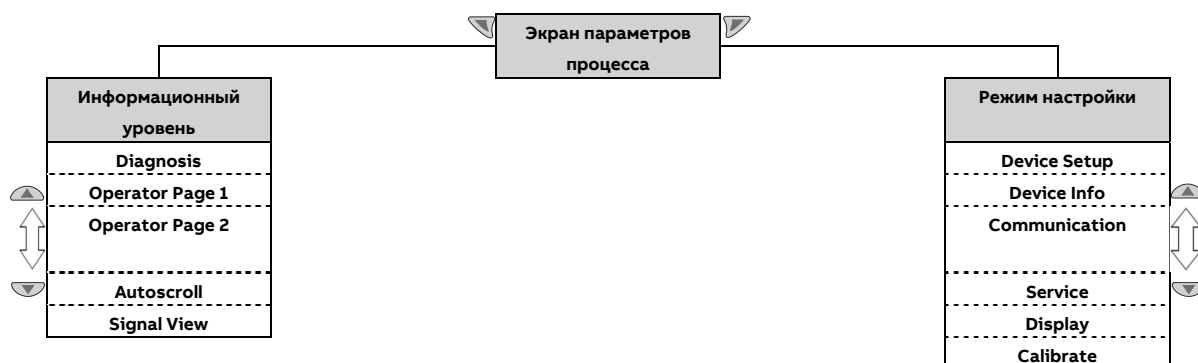 Экран параметров
процесса
Информационный
уровень
Diagnosis
Operator Page 1
Operator Page 2
Autoscroll
Signal View
Режим настройки
Device Setup
Device Info
Communication
Service
Display
Calibrate